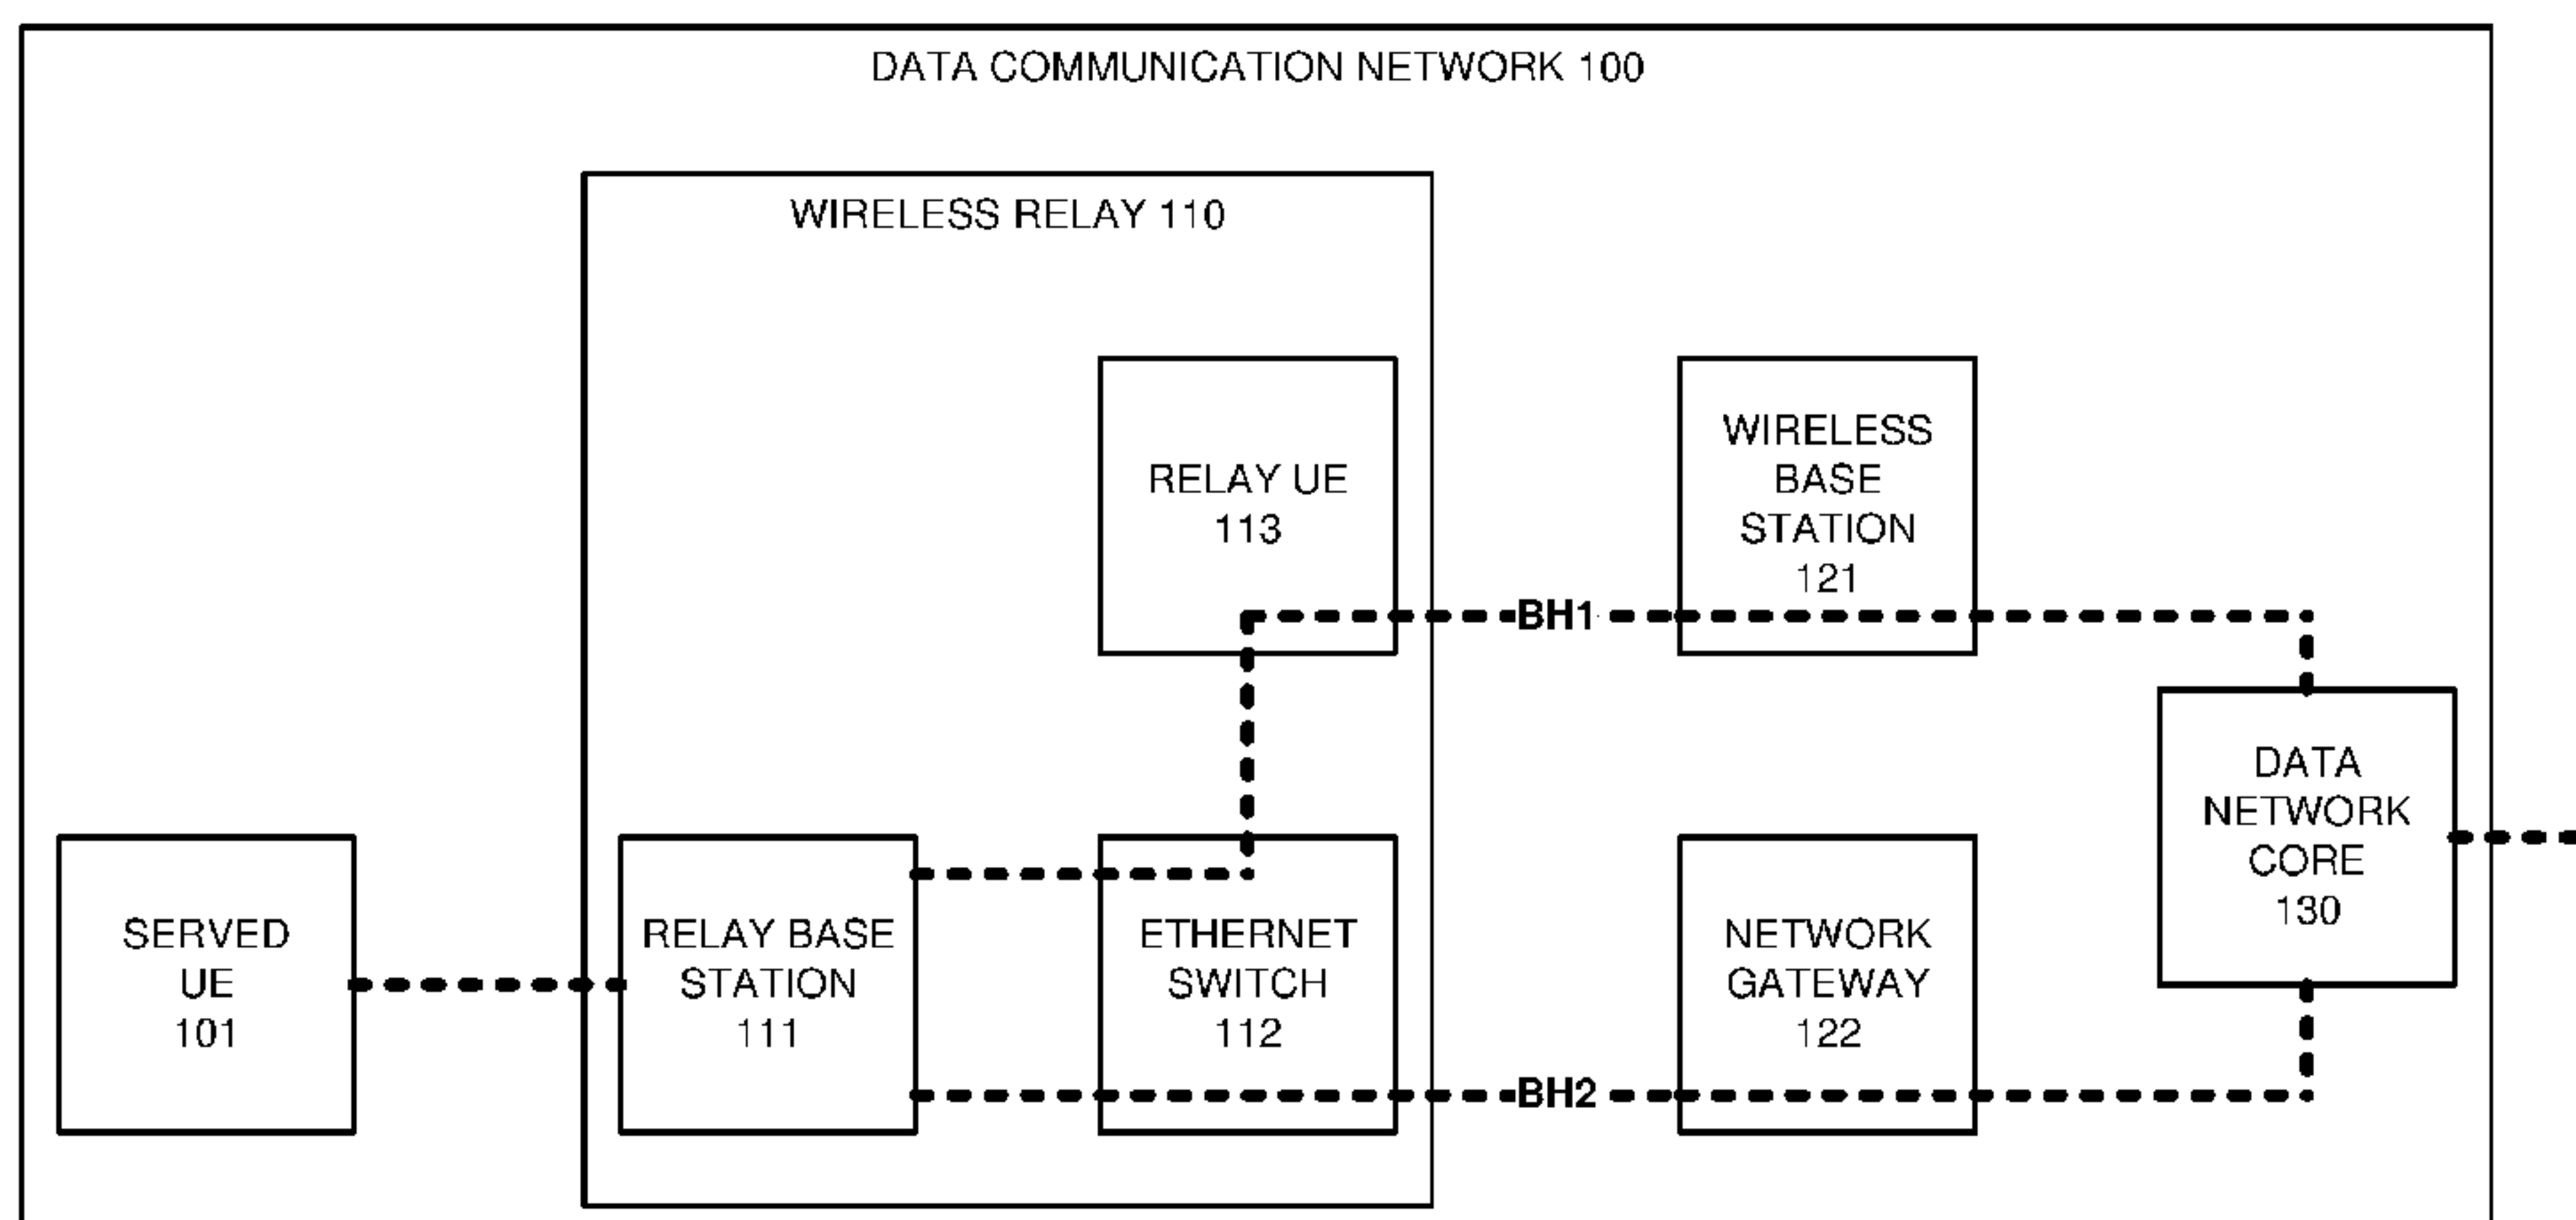 DATA COMMUNICATION NETWORK 100
WIRELESS RELAY 110
RELAY UE
113
WIRELESS
BASE
STATION
121
BH1
DATA
NETWORK
CORE
130
SERVED
UE
101
RELAY BASE
STATION
111
ETHERNET
SWITCH
112
NETWORK
GATEWAY
122
BH2